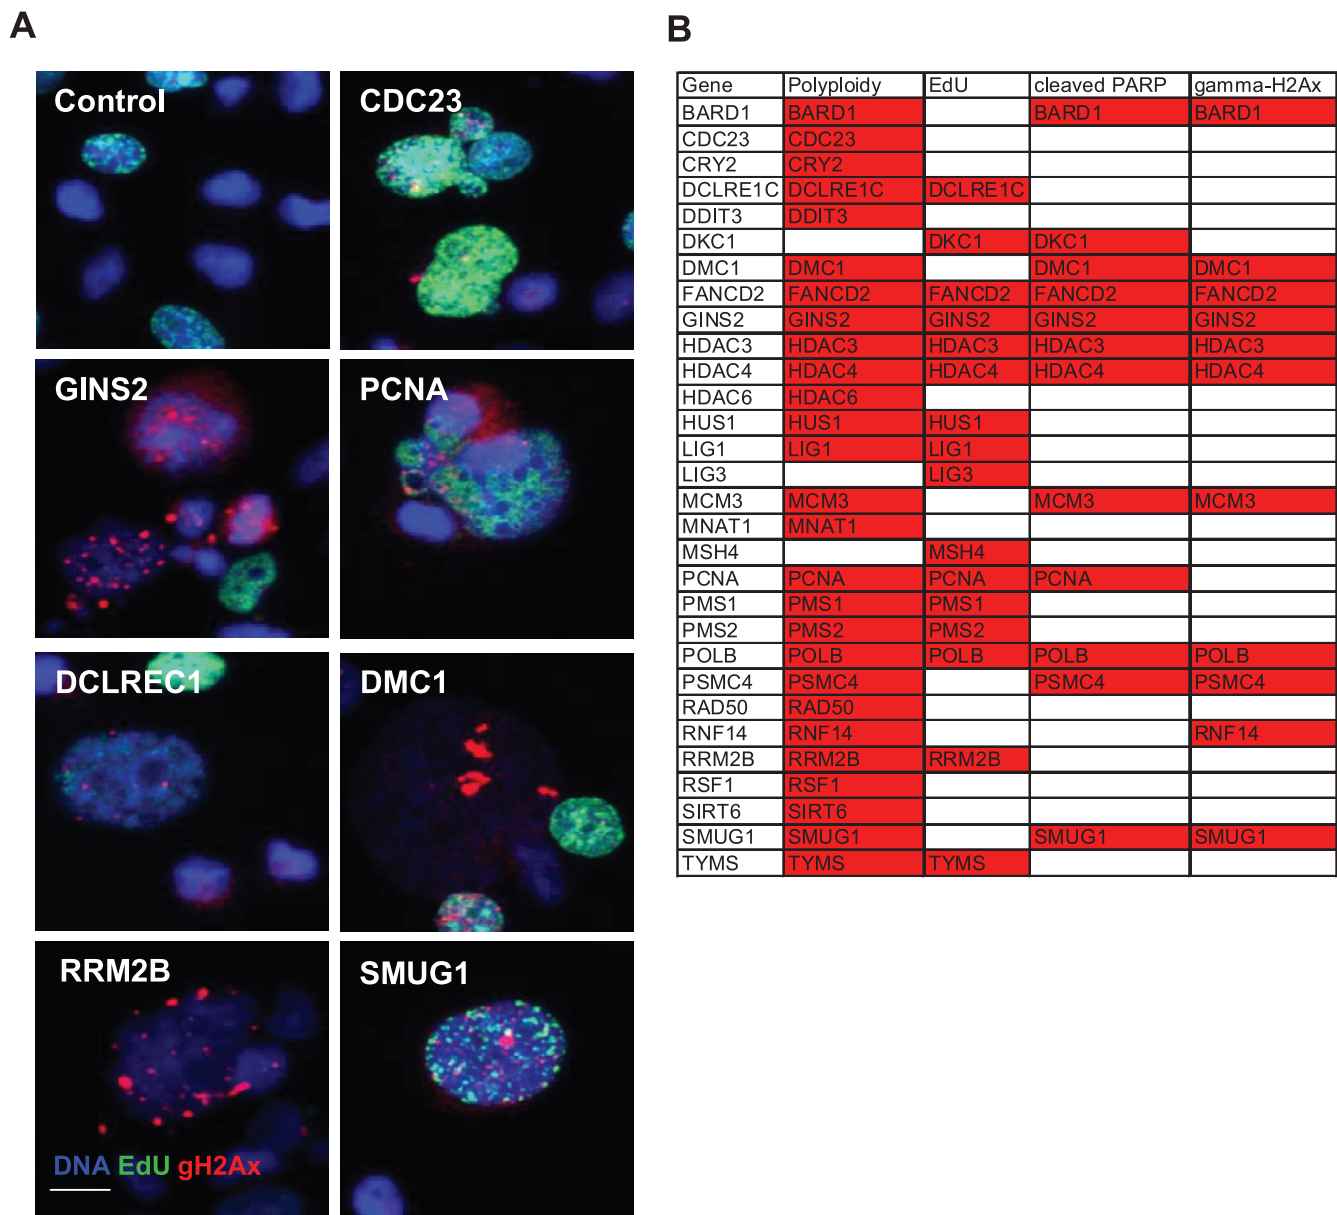 A
Control
CDC23
GINS2
PCNA
DCLREC1
DMC1
RRM2B
SMUG1
DNA EdU gH2Ax
B
Gene Polyploidy EdU cleaved PARP gamma-H2Ax
BARD1 BARD1 BARD1 BARD1
CDC23 CDC23
CRY2 CRY2
DCLRE1C DCLRE1C DCLRE1C
DDIT3 DDIT3
DKC1 DKC1 DKC1
DMC1 DMC1 DMC1 DMC1
FANCD2 FANCD2 FANCD2 FANCD2 FANCD2
GINS2 GINS2 GINS2 GINS2 GINS2
HDAC3 HDAC3 HDAC3 HDAC3 HDAC3
HDAC4 HDAC4 HDAC4 HDAC4 HDAC4
HDAC6 HDAC6
HUS1 HUS1 HUS1
LIG1 LIG1 LIG1
LIG3 LIG3
MCM3 MCM3 MCM3 MCM3
MNAT1 MNAT1
MSH4 MSH4
PCNA PCNA PCNA PCNA
PMS1 PMS1 PMS1
PMS2 PMS2 PMS2
POLB POLB POLB POLB POLB
PSMC4 PSMC4 PSMC4 PSMC4
RAD50 RAD50
RNF14 RNF14 RNF14
RRM2B RRM2B RRM2B
RSF1 RSF1
SIRT6 SIRT6
SMUG1 SMUG1 SMUG1 SMUG1
TYMS TYMS TYMS